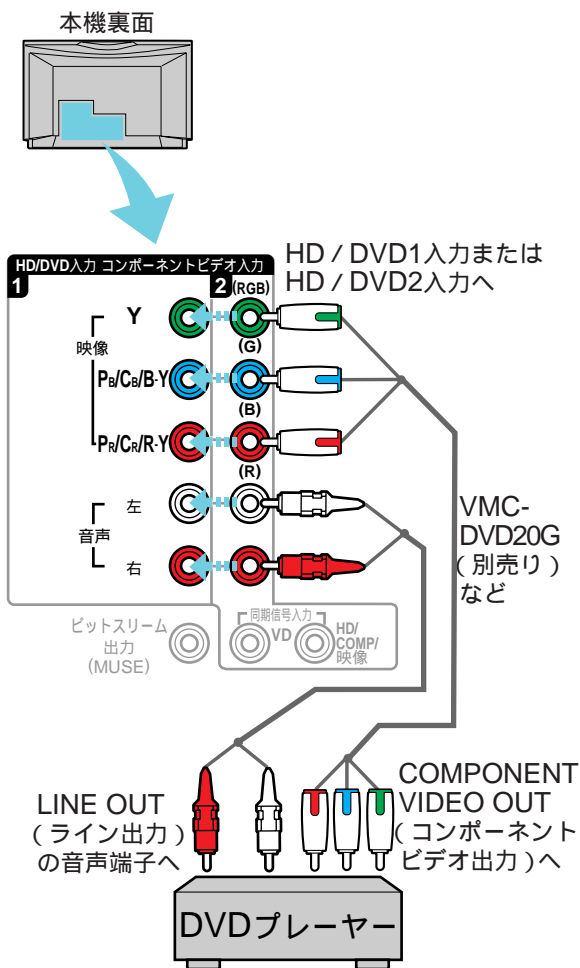 本機裏面
HD/DVD入力 コンポーネントビデオ入力
1
2 (RGB)
HD / DVD1入力または
HD / DVD2入力へ
映像
Y
(G)
PB/CB/B-Y
(B)
PR/CR/R-Y
(R)
音声
左
右
VMC-
DVD20G
(別売り)
など
ビットスリーム
出力
(MUSE)
同期信号入力
VD
HD/
COMP/
映像
LINE OUT
(ライン出力)
の音声端子へ
COMPONENT
VIDEO OUT
(コンポーネント
ビデオ出力)へ
DVDプレーヤー